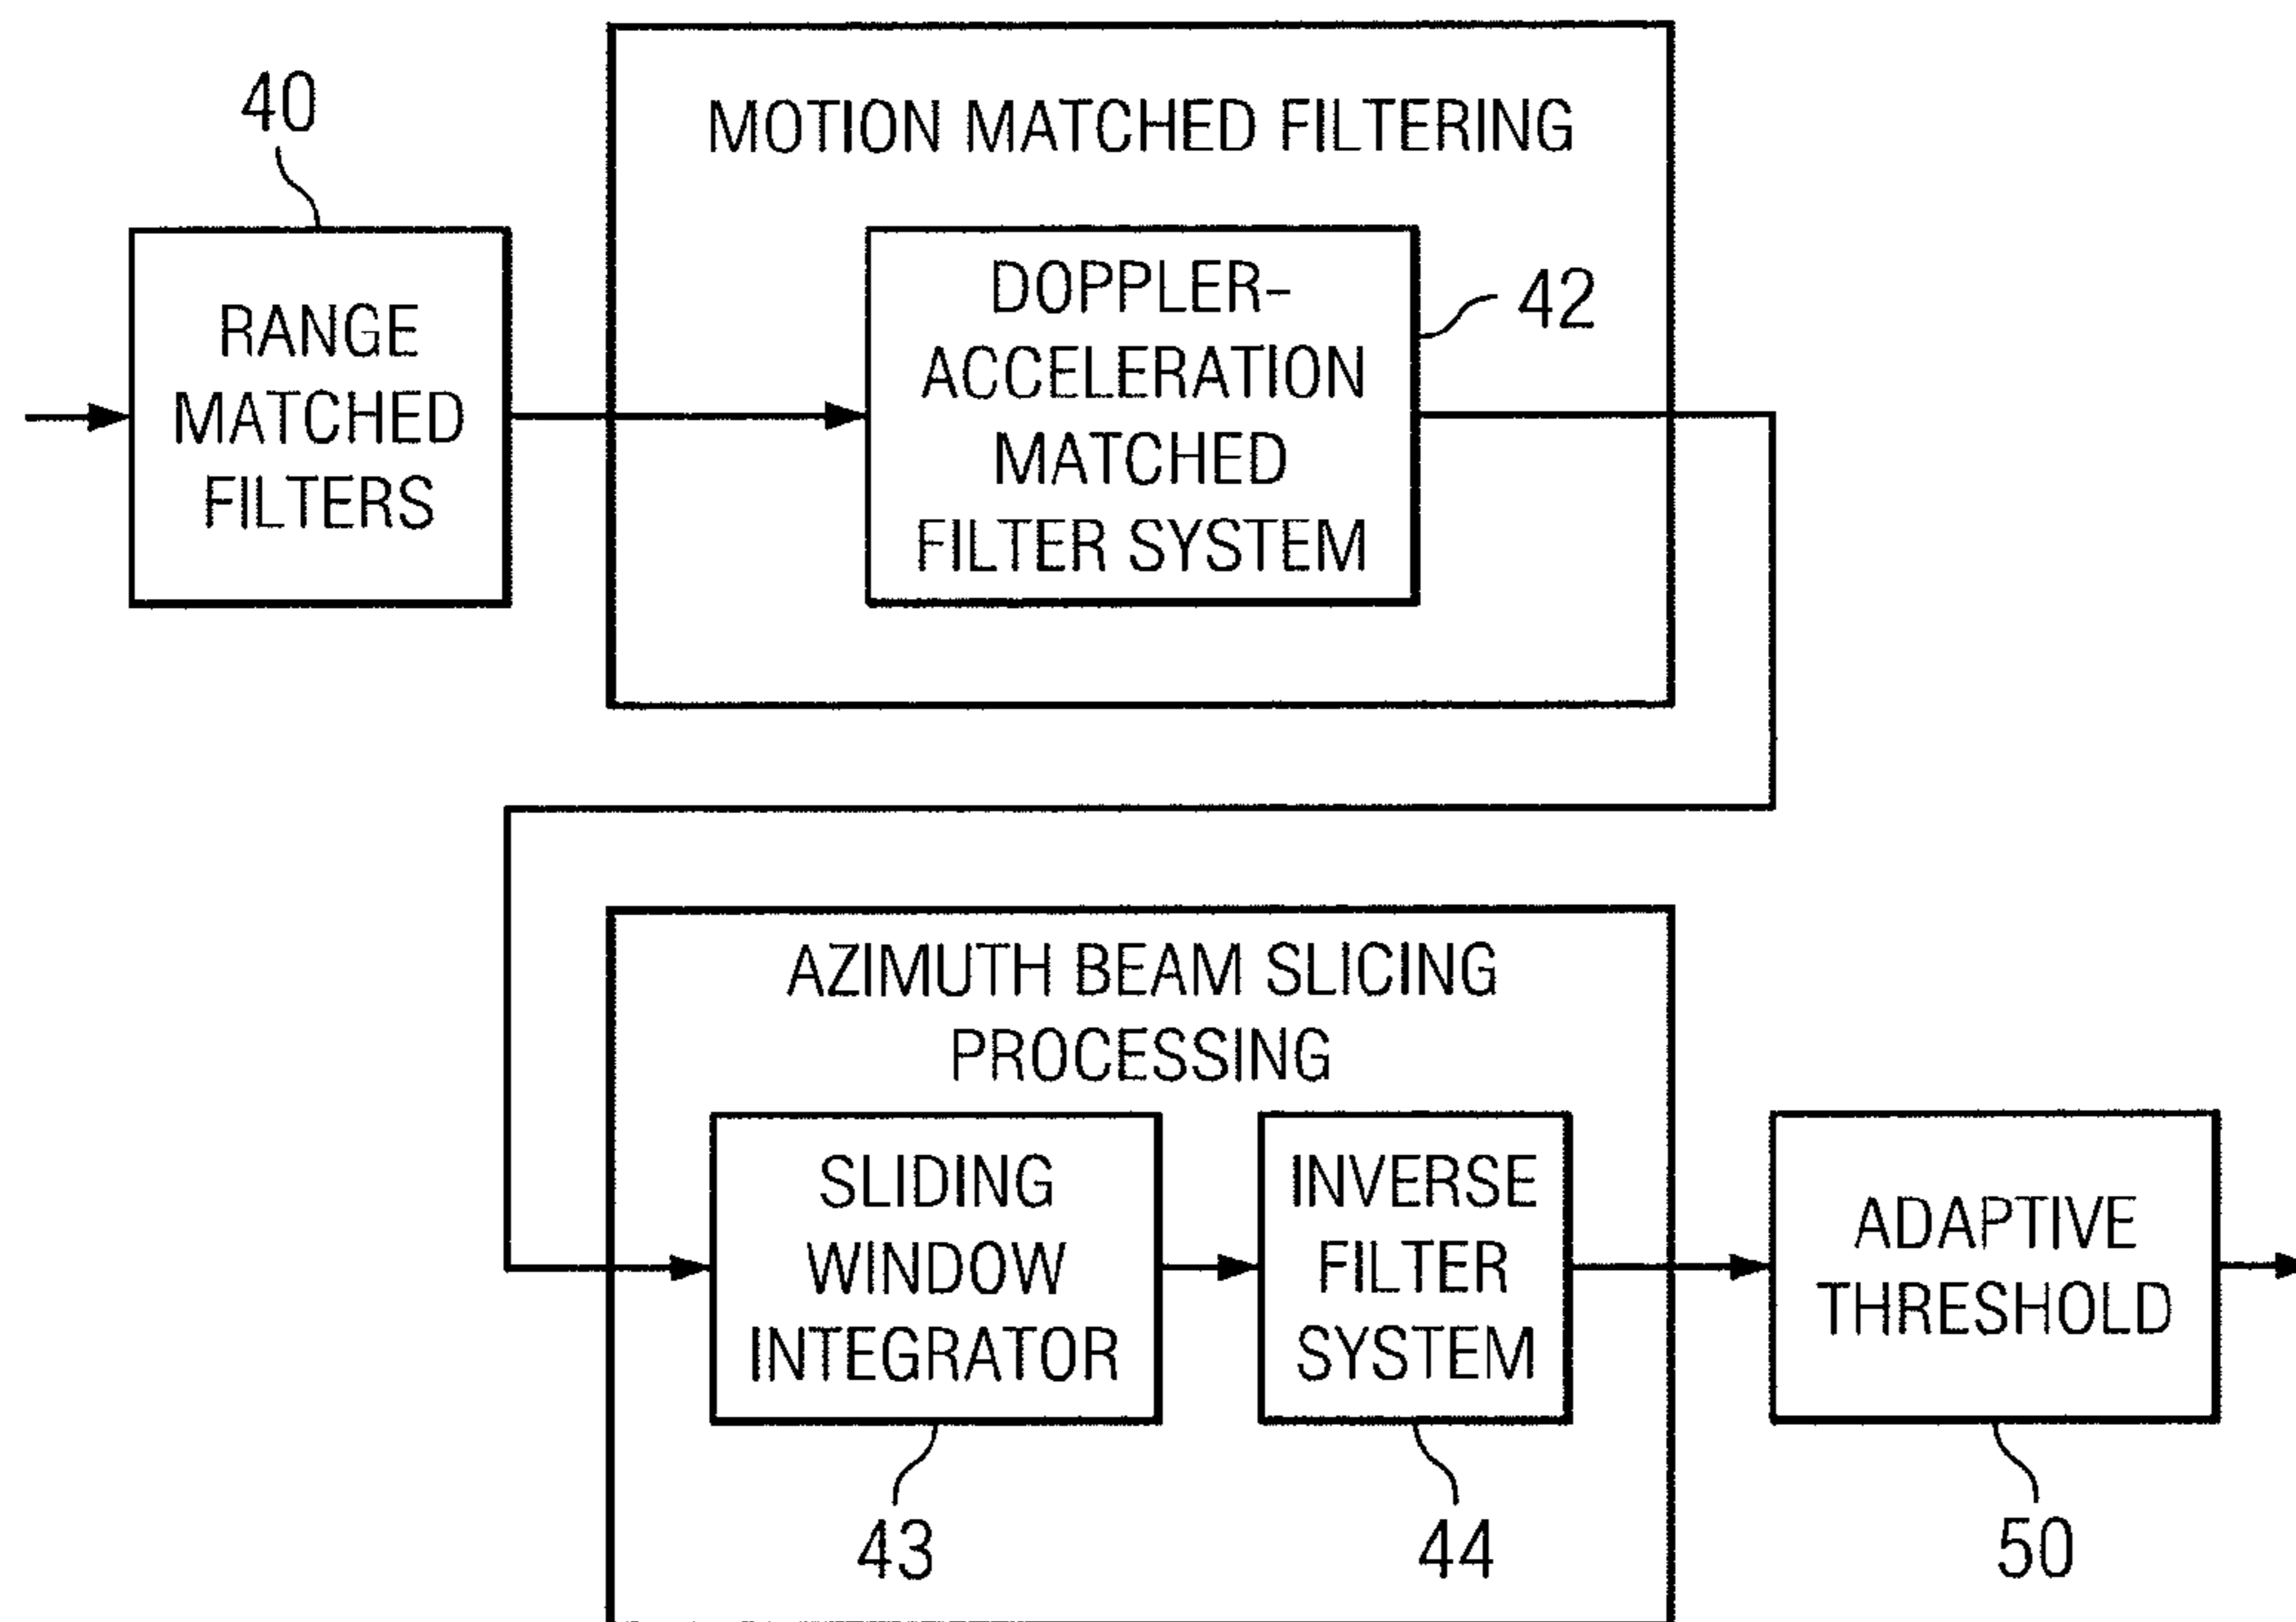 40
MOTION MATCHED FILTERING
RANGE
MATCHED
FILTERS
DOPPLER-
ACCELERATION
MATCHED
FILTER SYSTEM
42
AZIMUTH BEAM SLICING
PROCESSING
SLIDING
WINDOW
INTEGRATOR
INVERSE
FILTER
SYSTEM
ADAPTIVE
THRESHOLD
43
44
50